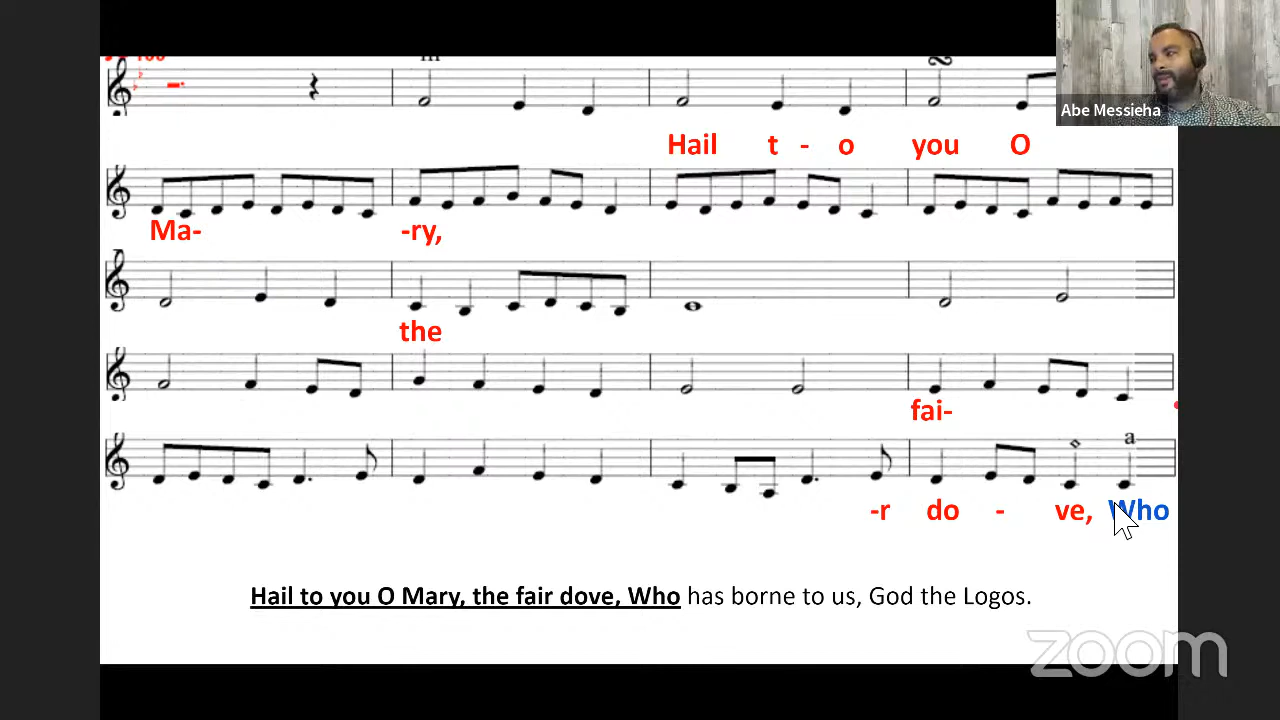 Abe Messieha
Hail t - o you O
Ma- -ry,
the
fai-
a
-r do - ve, Who
Hail to you O Mary, the fair dove, Who has borne to us, God the Logos.
zoom